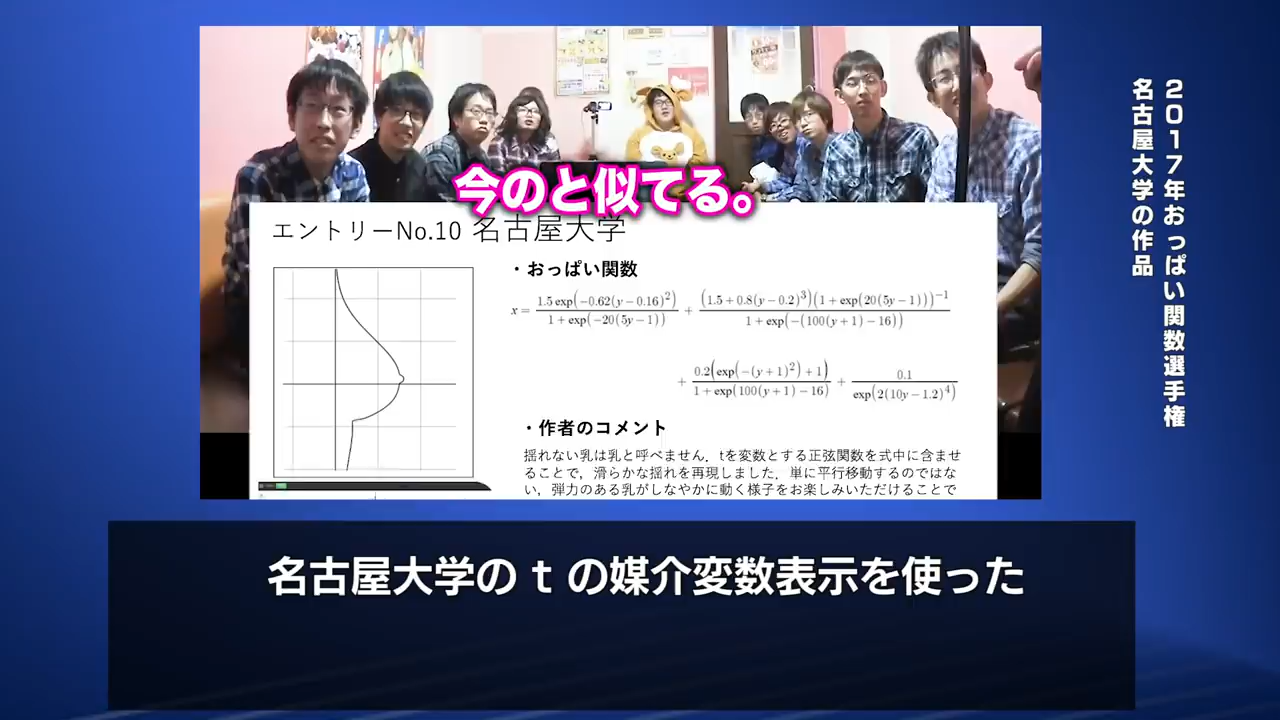 ２０１７年おっぱい関数選手権
名古屋大学の作品
今のと似てる。
エントリーNo.10 名古屋大学
・おっぱい関数
x = 1.5 exp(−0.62(y−0.16)²) / 1 + exp(−20(5y−1)) + (1.5+0.8(y−0.2)³)(1+exp(20(5y−1)))⁻¹ / 1+exp(−(100(y+1)−16))
+ 0.2(exp(−(y+1)²)+1) / 1+exp(100(y+1)−16) + 0.1 / exp(2(10y−1.2)⁴)
・作者のコメント
揺れない乳は乳と呼べません．tを変数とする正弦関数を式中に含ませ
ることで，滑らかな揺れを再現しました．単に平行移動するのではな
い，弾力のある乳がしなやかに動く様子をお楽しみいただけることで
名古屋大学の t の媒介変数表示を使った